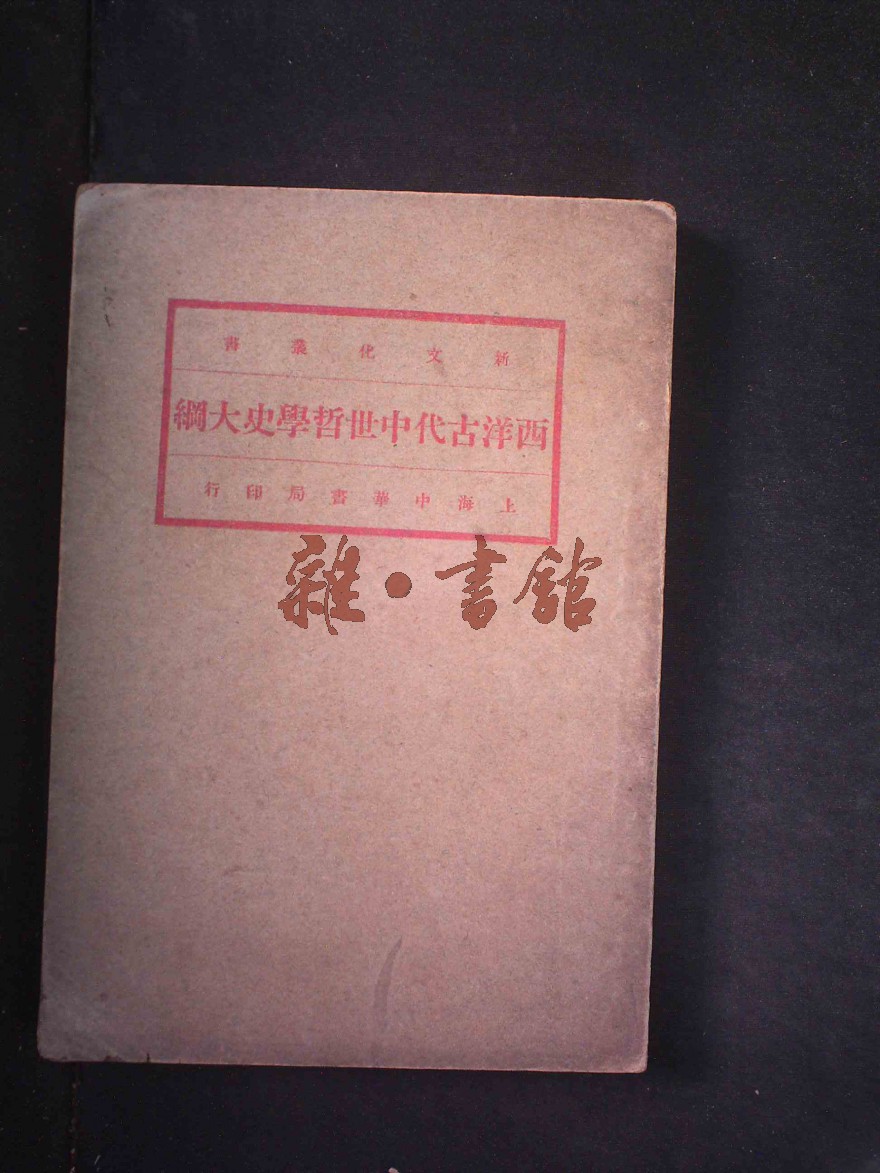 新文化叢書
西洋古代中世哲學史大綱
上海中華書局印行
雜·書館